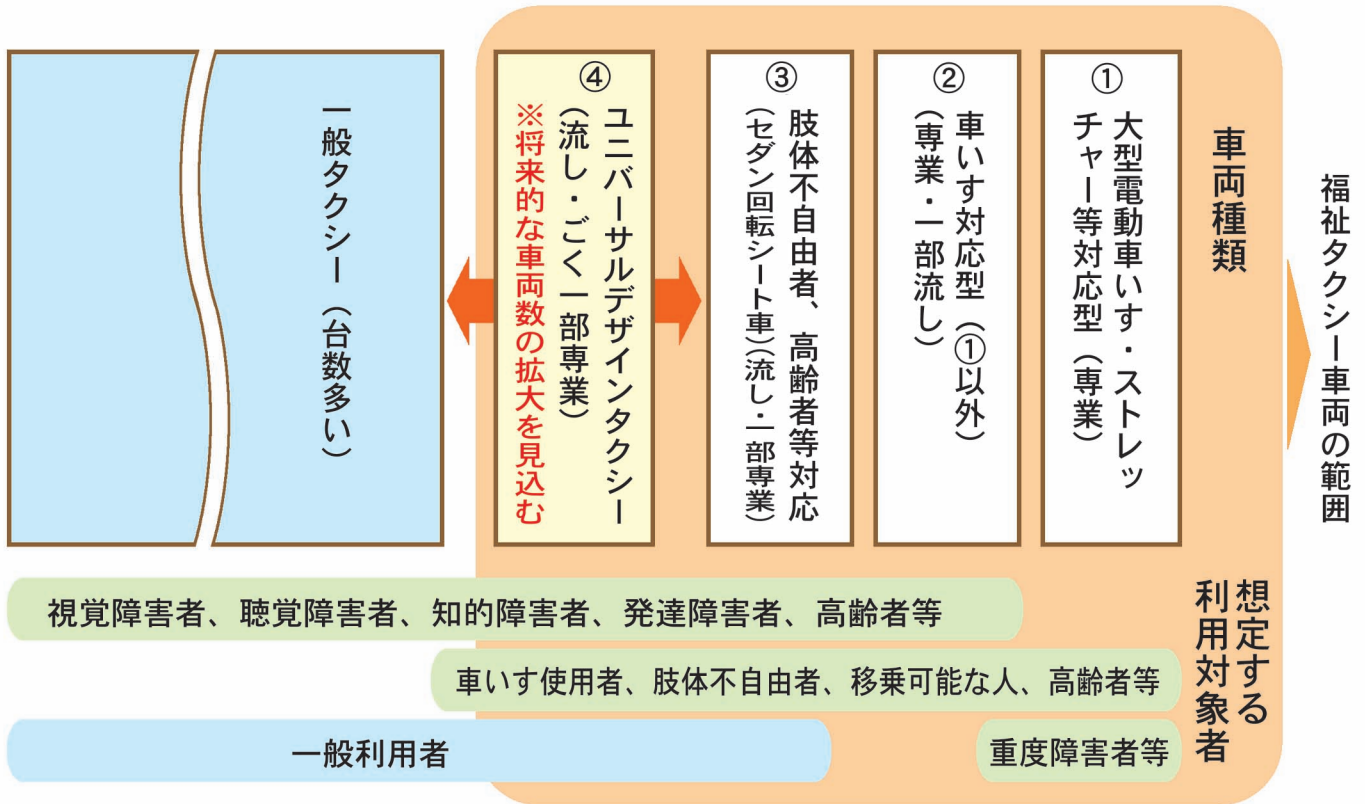 福祉タクシー車両の範囲
車両種類
①
大型電動車いす・ストレッ
チャー等対応型（専業）
②
車いす対応型（①以外）
（専業・一部流し）
③
肢体不自由者、高齢者等対応
（セダン回転シート車）（流し・一部専業）
④
ユニバーサルデザインタクシー
（流し・ごく一部専業）
※将来的な車両数の拡大を見込む
一般タクシー（台数多い）
想定する
利用対象者
視覚障害者、聴覚障害者、知的障害者、発達障害者、高齢者等
車いす使用者、肢体不自由者、移乗可能な人、高齢者等
一般利用者
重度障害者等